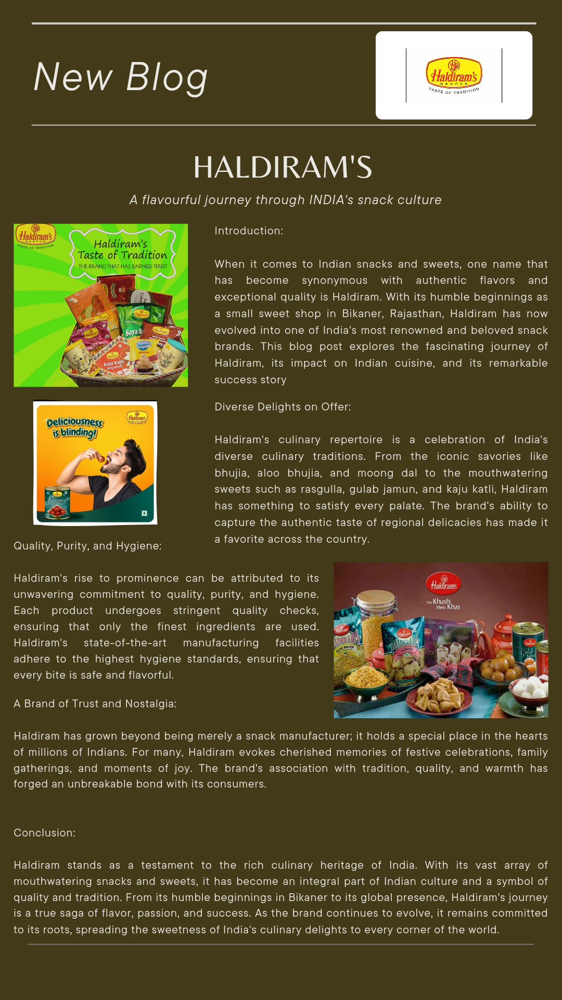 New Blog
Haldiram's
NAGPUR
TASTE OF TRADITION
HALDIRAM'S
A flavourful journey through INDIA's snack culture
Haldiram's
NAGPUR
TASTE OF TRADITION
Haldiram's
Taste of Tradition
THE BRAND THAT HAS EARNED TRUST
Soya S
TASTY NUTS
Kaju Katli
काजू कतली
Golgappa
Introduction:
When it comes to Indian snacks and sweets, one name that
has become synonymous with authentic flavors and
exceptional quality is Haldiram. With its humble beginnings as
a small sweet shop in Bikaner, Rajasthan, Haldiram has now
evolved into one of India's most renowned and beloved snack
brands. This blog post explores the fascinating journey of
Haldiram, its impact on Indian cuisine, and its remarkable
success story
Deliciousness
is blinding!
Haldiram's
Diverse Delights on Offer:
Haldiram's culinary repertoire is a celebration of India's
diverse culinary traditions. From the iconic savories like
bhujia, aloo bhujia, and moong dal to the mouthwatering
sweets such as rasgulla, gulab jamun, and kaju katli, Haldiram
has something to satisfy every palate. The brand's ability to
capture the authentic taste of regional delicacies has made it
a favorite across the country.
Quality, Purity, and Hygiene:
Haldiram's rise to prominence can be attributed to its
unwavering commitment to quality, purity, and hygiene.
Each product undergoes stringent quality checks,
ensuring that only the finest ingredients are used.
Haldiram's state-of-the-art manufacturing facilities
adhere to the highest hygiene standards, ensuring that
every bite is safe and flavorful.
Haldiram's
Har Khushi
Mein Khas
ALOO BHUJIA
SAMOSA
Gulab
A Brand of Trust and Nostalgia:
Haldiram has grown beyond being merely a snack manufacturer; it holds a special place in the hearts
of millions of Indians. For many, Haldiram evokes cherished memories of festive celebrations, family
gatherings, and moments of joy. The brand's association with tradition, quality, and warmth has
forged an unbreakable bond with its consumers.
Conclusion:
Haldiram stands as a testament to the rich culinary heritage of India. With its vast array of
mouthwatering snacks and sweets, it has become an integral part of Indian culture and a symbol of
quality and tradition. From its humble beginnings in Bikaner to its global presence, Haldiram's journey
is a true saga of flavor, passion, and success. As the brand continues to evolve, it remains committed
to its roots, spreading the sweetness of India's culinary delights to every corner of the world.